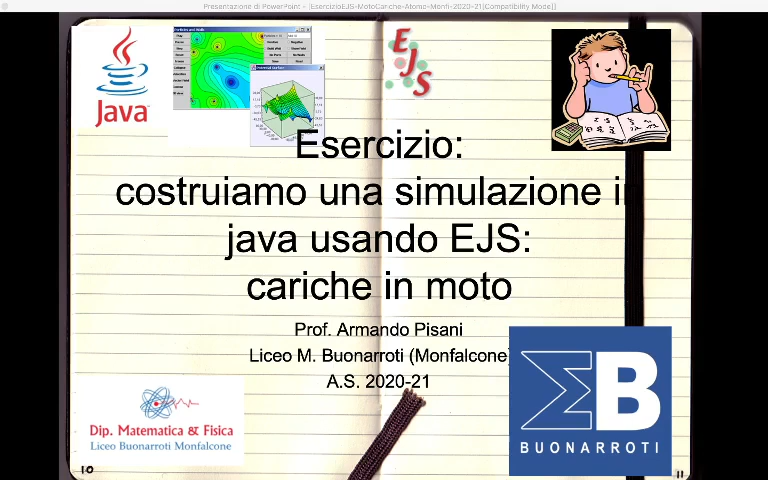 Presentazione di PowerPoint - [EsercizioEJS-MotoCariche-Atomo-Monfi-2020-21[Compatibility Mode]]
Java
EJS
Esercizio:
costruiamo una simulazione in
java usando EJS:
cariche in moto
Prof. Armando Pisani
Liceo M. Buonarroti (Monfalcone)
A.S. 2020-21
Dip. Matematica & Fisica
Liceo Buonarroti Monfalcone
ΣB
BUONARROTI
10
11